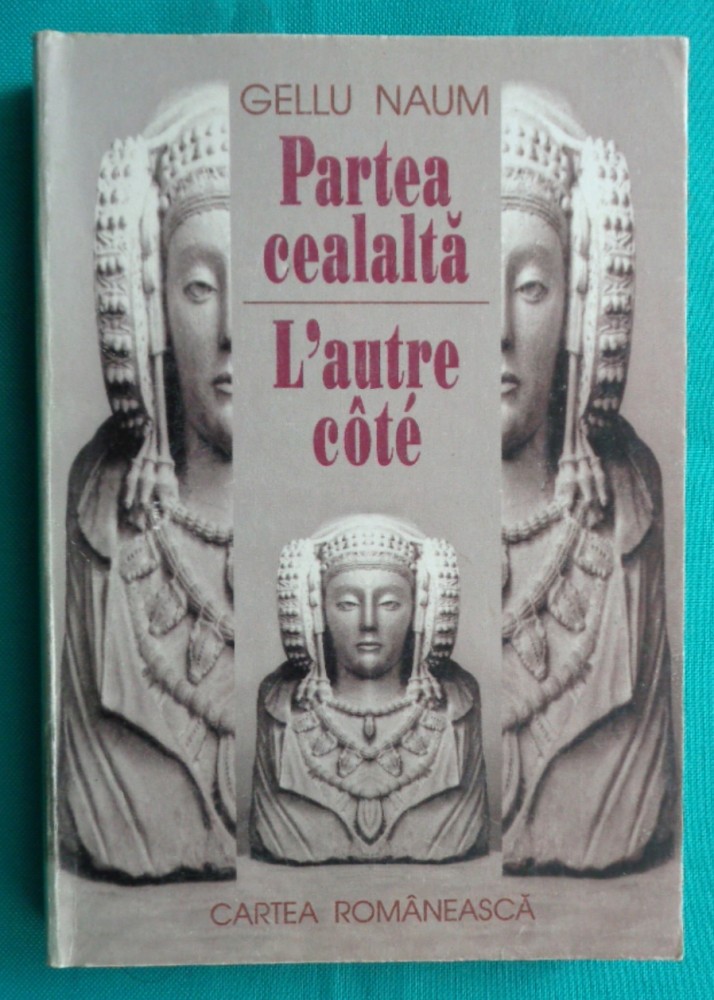 GELLU NAUM
Partea
cealaltă
L'autre
côté
CARTEA ROMÂNEASCĂ